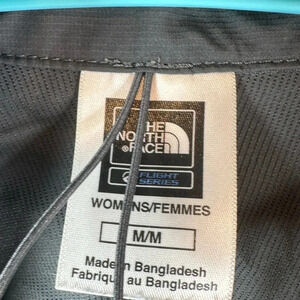 THE
NORTH
FACE
FLIGHT
SERIES
WOMENS/FEMMES
M/M
Made in Bangladesh
Fabriqué au Bangladesh